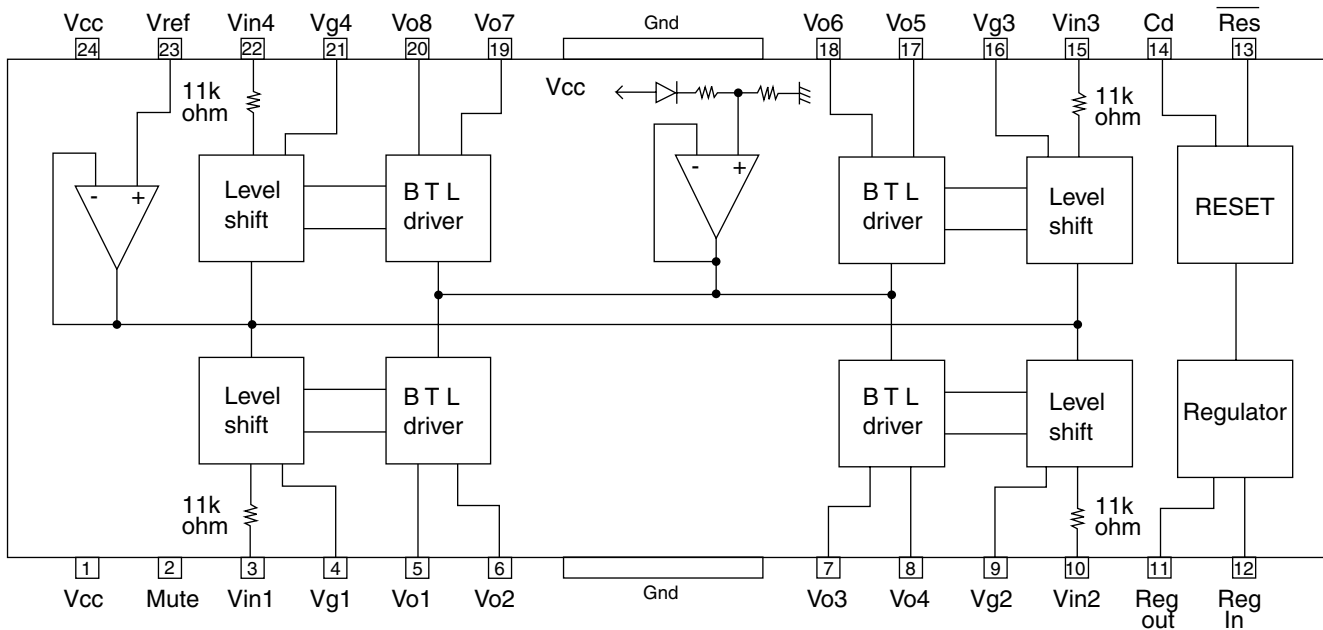 Vcc Vref Vin4 Vg4 Vo8 Vo7 Gnd Vo6 Vo5 Vg3 Vin3 Cd Res
24 23 22 21 20 19 18 17 16 15 14 13
Vcc
11k
ohm
11k
ohm
- +
Level
shift
B T L
driver
- +
B T L
driver
Level
shift
RESET
Level
shift
B T L
driver
B T L
driver
Level
shift
Regulator
11k
ohm
11k
ohm
1 2 3 4 5 6 7 8 9 10 11 12
Vcc Mute Vin1 Vg1 Vo1 Vo2 Gnd Vo3 Vo4 Vg2 Vin2 Reg
out
Reg
In